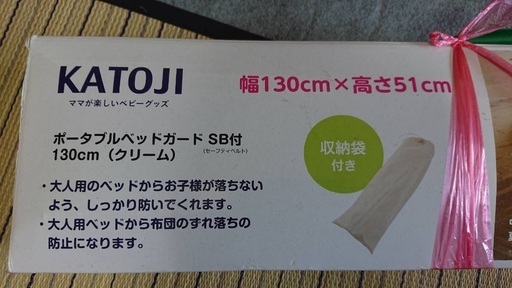 KATOJI
ママが楽しいベビーグッズ
幅130cm×高さ51cm
ポータブルベッドガード SB付
(セーフティベルト)
130cm（クリーム）
収納袋
付き
・大人用のベッドからお子様が落ちない
よう、しっかり防いでくれます。
・大人用ベッドから布団のずれ落ちの
防止になります。